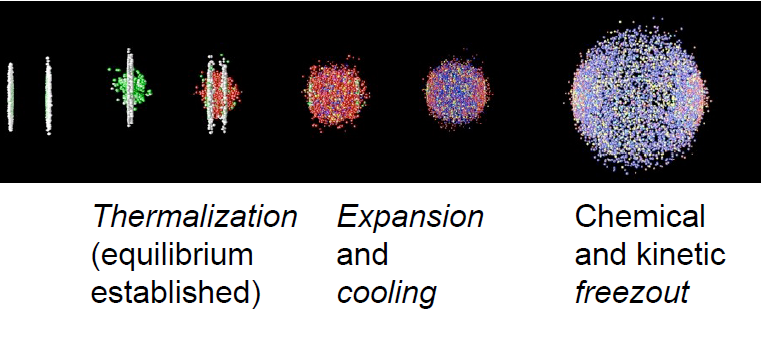 Thermalization
(equilibrium
established)
Expansion
and
cooling
Chemical
and kinetic
freezout